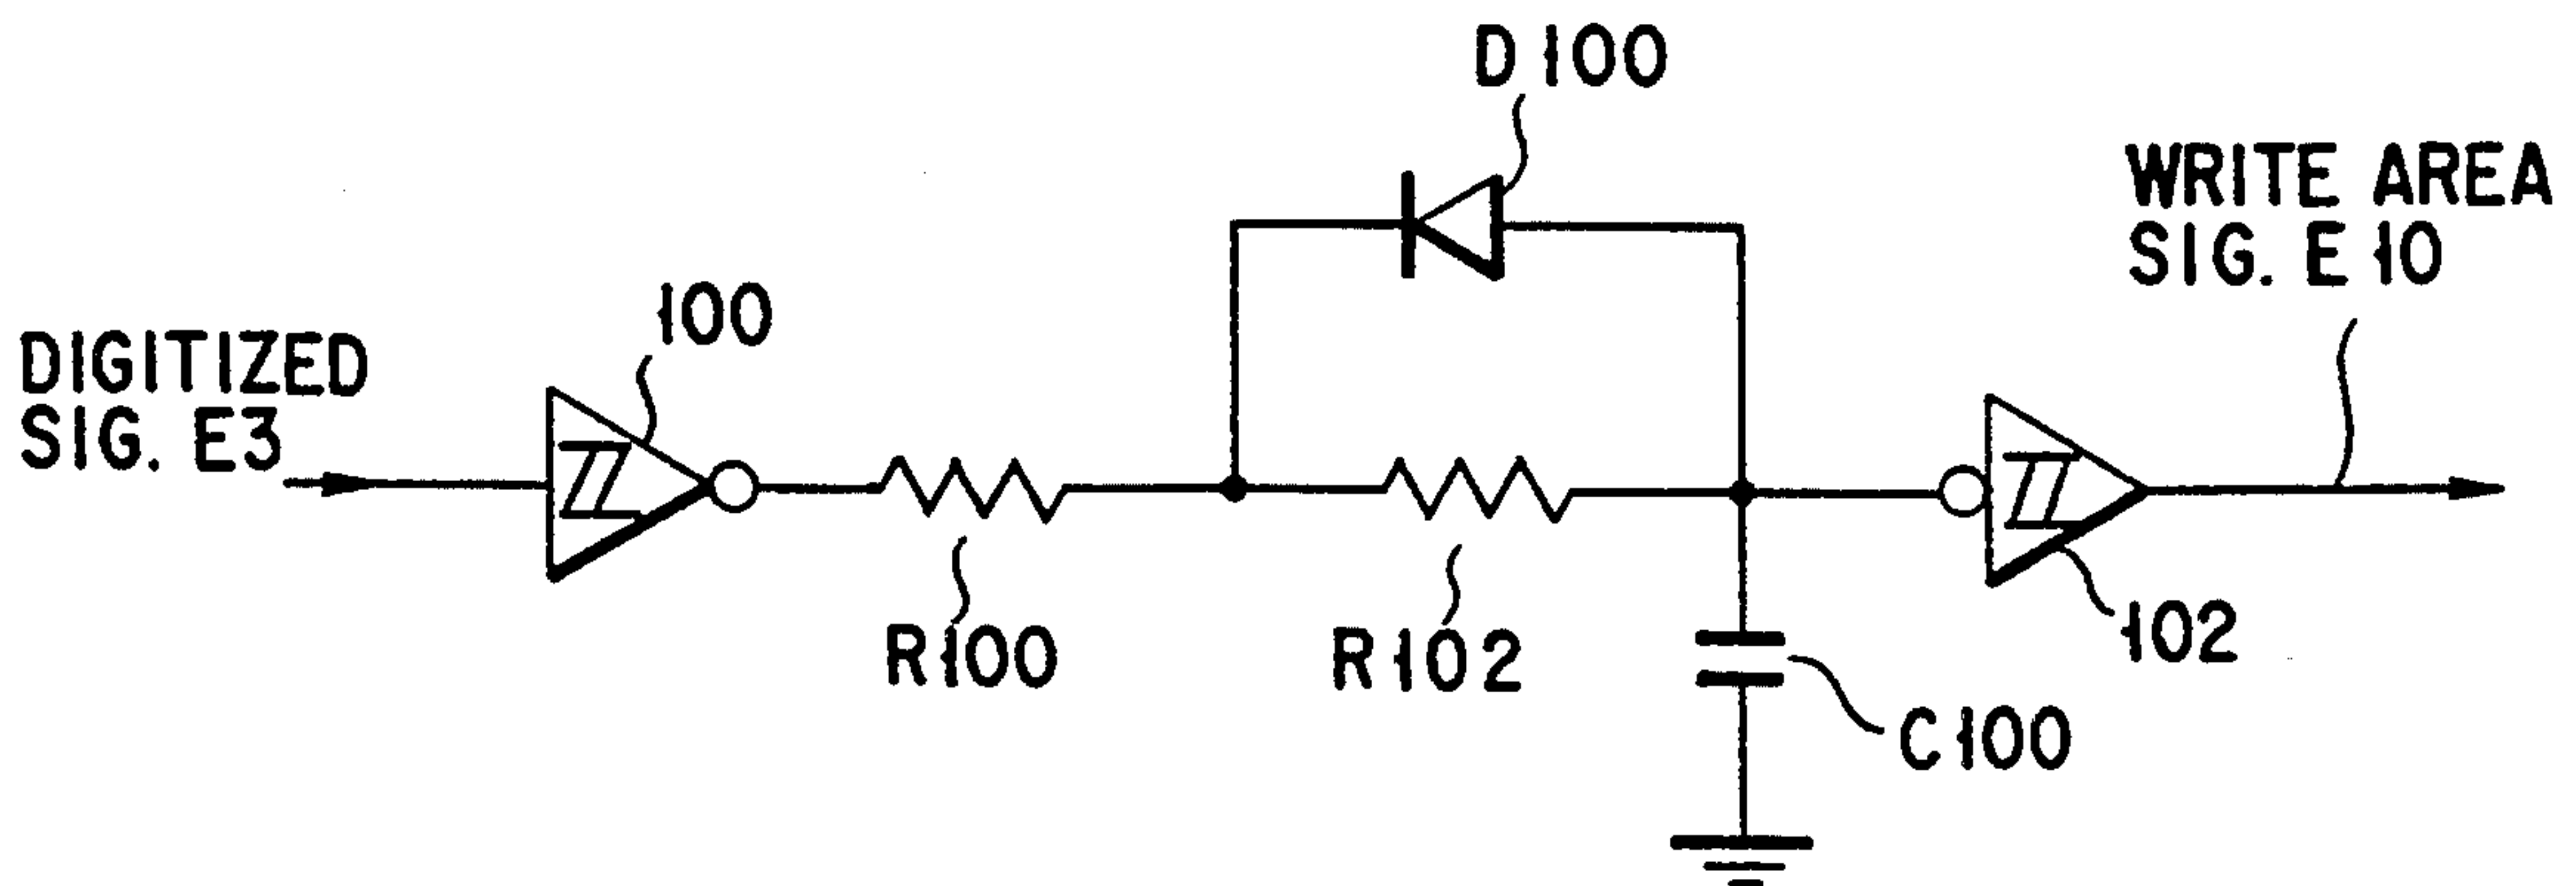 D100
WRITE AREA
SIG. E10
100
DIGITIZED
SIG. E3
R100
R102
102
C100